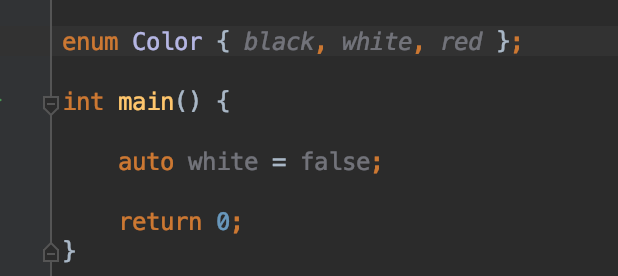 enum Color { black, white, red };
int main() {
auto white = false;
return 0;
}